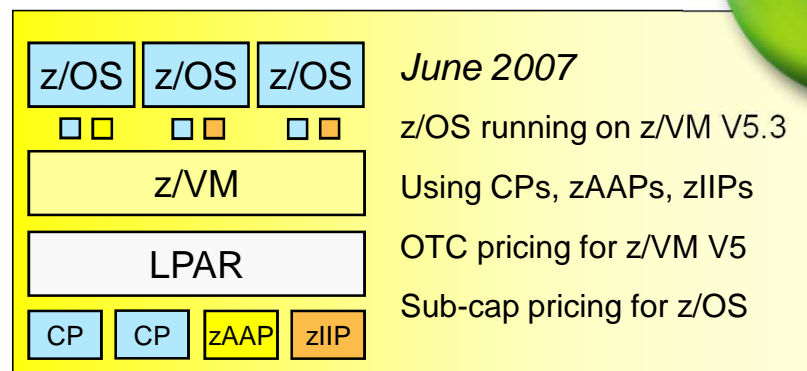 z/OS z/OS z/OS
June 2007
z/OS running on z/VM V5.3
z/VM
Using CPs, zAAPs, zIIPs
LPAR
OTC pricing for z/VM V5
Sub-cap pricing for z/OS
CP CP zAAP zIIP